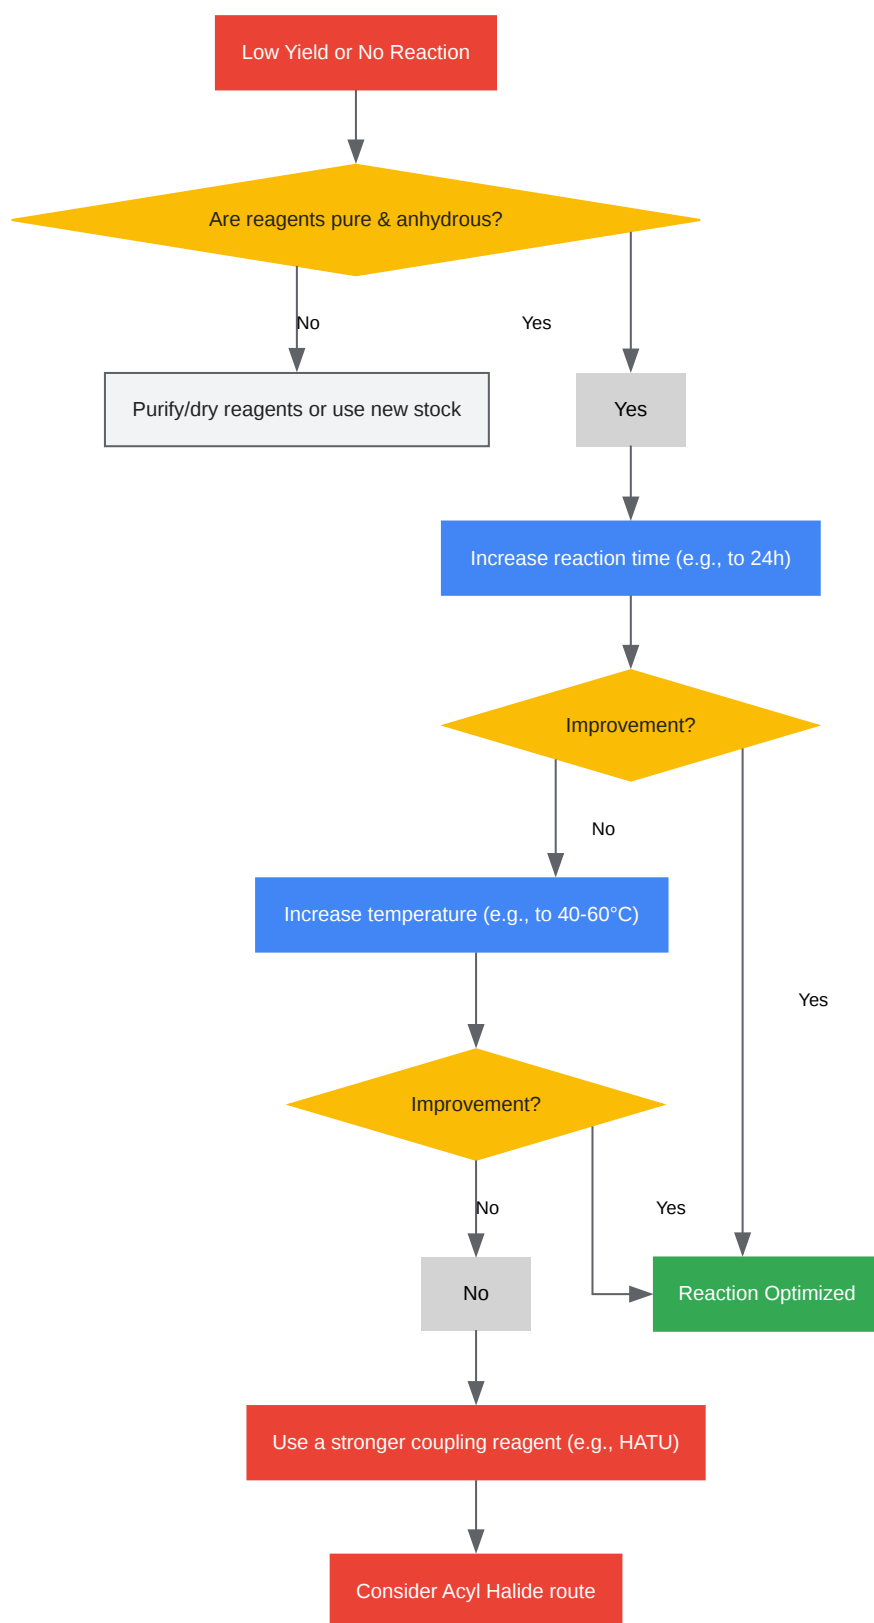 Low Yield or No Reaction
Are reagents pure & anhydrous?
No
Yes
Purify/dry reagents or use new stock
Yes
Increase reaction time (e.g., to 24h)
Improvement?
No
Increase temperature (e.g., to 40-60°C)
Yes
Improvement?
No
Yes
No
Reaction Optimized
Use a stronger coupling reagent (e.g., HATU)
Consider Acyl Halide route